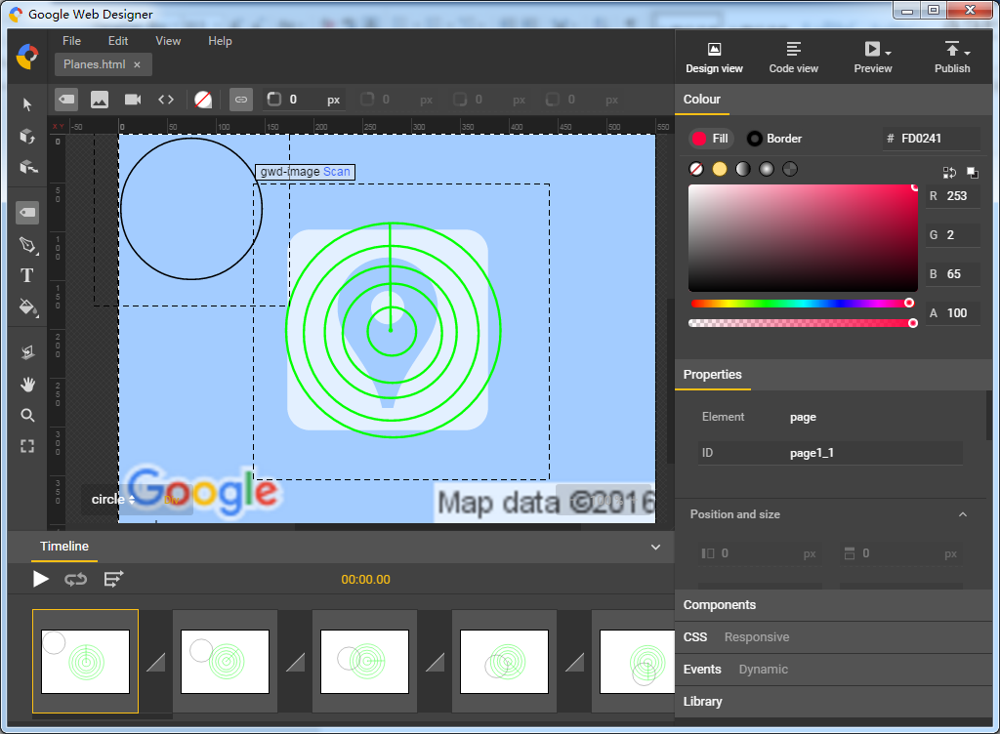 Google Web Designer
File Edit View Help
Planes.html ×
Design view
Code view
Preview
Publish
0 px 0 px 0 px 0 px
Colour
Fill
Border
# FD0241
R 253
G 2
B 65
A 100
X.Y -50 0 50 100 150 200 250 300 350 400 450 500 550
0
50
100
150
200
250
300
350
gwd-image Scan
T
Google
Map data ©2016
circle
Properties
Element page
ID page1_1
Position and size
0 px 0 px
Components
CSS Responsive
Events Dynamic
Library
Timeline
00:00.00